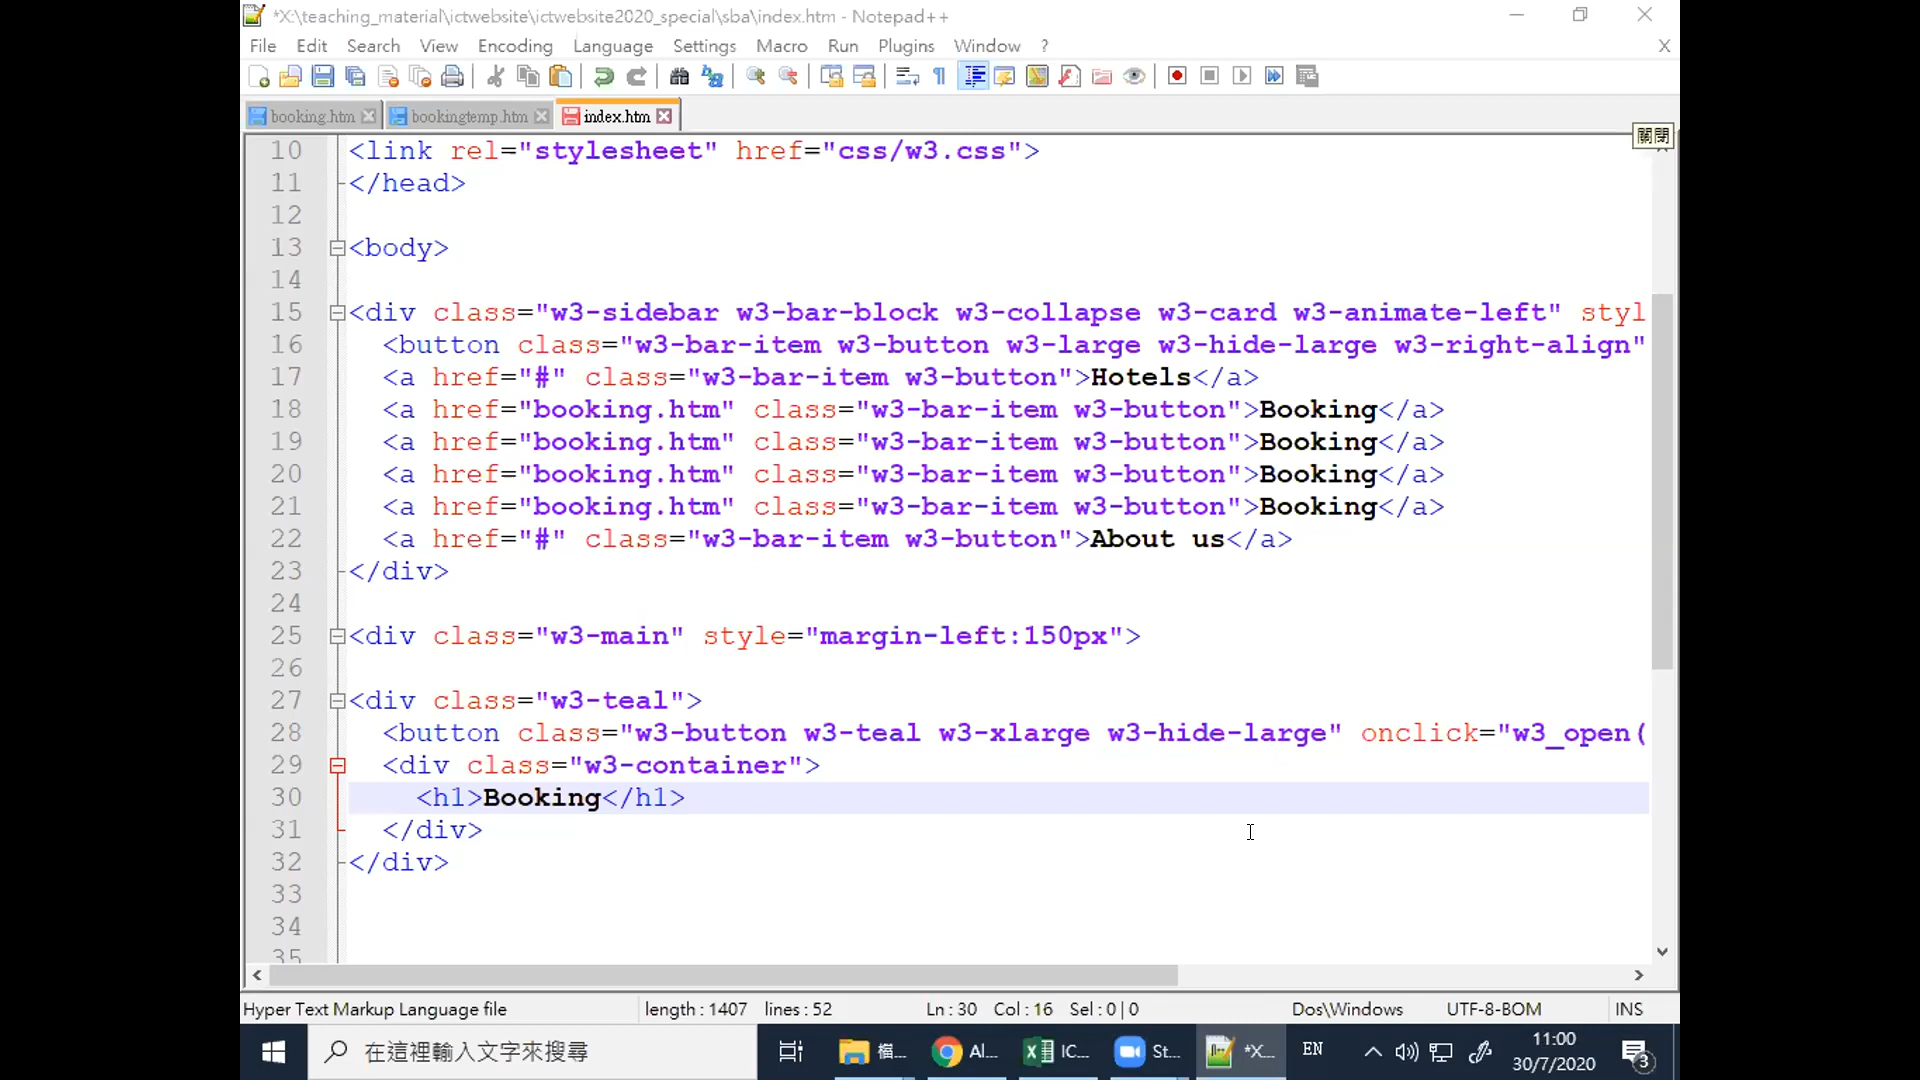 *X:\teaching_material\ictwebsite\ictwebsite2020_special\sba\index.htm - Notepad++
File Edit Search View Encoding Language Settings Macro Run Plugins Window ? X
booking.htm bookingtemp.htm index.htm
關閉
10 <link rel="stylesheet" href="css/w3.css">
11 </head>
12
13 <body>
14
15 <div class="w3-sidebar w3-bar-block w3-collapse w3-card w3-animate-left" styl
16 <button class="w3-bar-item w3-button w3-large w3-hide-large w3-right-align"
17 <a href="#" class="w3-bar-item w3-button">Hotels</a>
18 <a href="booking.htm" class="w3-bar-item w3-button">Booking</a>
19 <a href="booking.htm" class="w3-bar-item w3-button">Booking</a>
20 <a href="booking.htm" class="w3-bar-item w3-button">Booking</a>
21 <a href="booking.htm" class="w3-bar-item w3-button">Booking</a>
22 <a href="#" class="w3-bar-item w3-button">About us</a>
23 </div>
24
25 <div class="w3-main" style="margin-left:150px">
26
27 <div class="w3-teal">
28 <button class="w3-button w3-teal w3-xlarge w3-hide-large" onclick="w3_open(
29 <div class="w3-container">
30 <h1>Booking</h1>
31 </div>
32 </div>
33
34
35
Hyper Text Markup Language file length : 1407 lines : 52 Ln : 30 Col : 16 Sel : 0 | 0 Dos\Windows UTF-8-BOM INS
在這裡輸入文字來搜尋 檔... Al... IC... St... *X... EN 11:00
30/7/2020 3